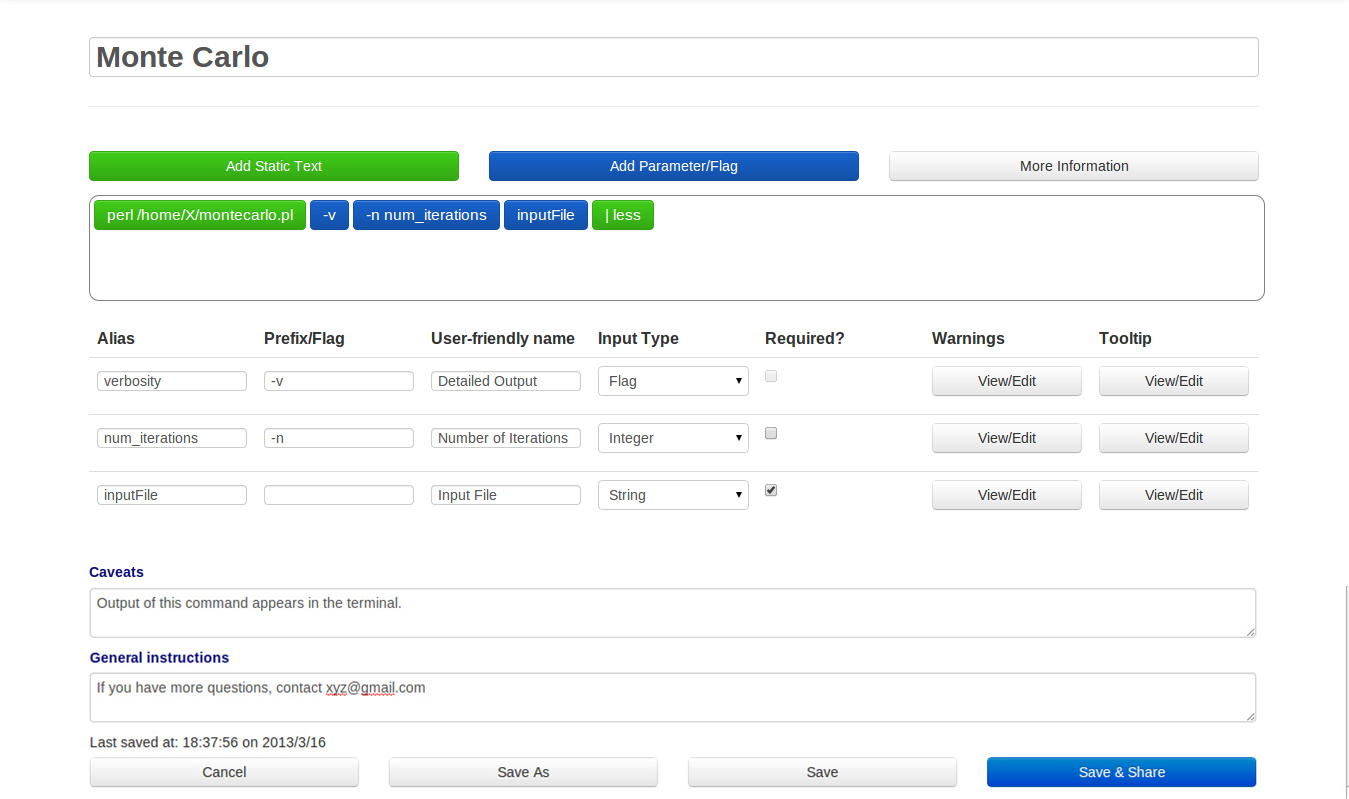 Monte Carlo
Add Static Text Add Parameter/Flag More Information
perl /home/X/montecarlo.pl -v -n num_iterations inputFile | less
Alias Prefix/Flag User-friendly name Input Type Required? Warnings Tooltip
verbosity -v Detailed Output Flag View/Edit View/Edit
num_iterations -n Number of Iterations Integer View/Edit View/Edit
inputFile Input File String View/Edit View/Edit
Caveats
Output of this command appears in the terminal.
General instructions
If you have more questions, contact xyz@gmail.com
Last saved at: 18:37:56 on 2013/3/16
Cancel Save As Save Save & Share